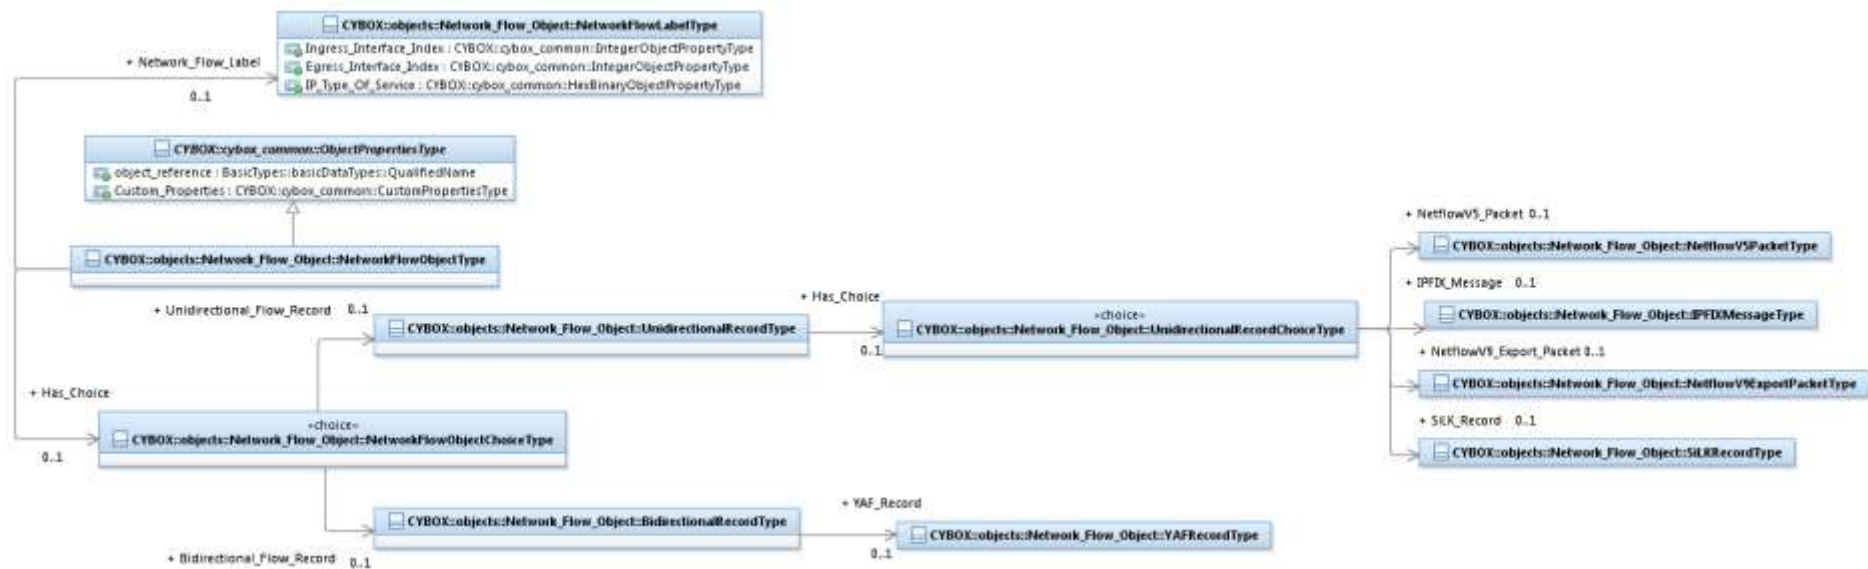 CYBOX::objects::Network_Flow_Object::NetworkFlowLabelType
Ingress_Interface_Index : CYBOX::cybox_common::IntegerObjectPropertyType
Egress_Interface_Index : CYBOX::cybox_common::IntegerObjectPropertyType
IP_Type_Of_Service : CYBOX::cybox_common::HexBinaryObjectPropertyType
+ Network_Flow_Label
0..1
CYBOX::cybox_common::ObjectPropertiesType
object_reference : BasicTypes::basicDataTypes::QualifiedName
Custom_Properties : CYBOX::cybox_common::CustomPropertiesType
CYBOX::objects::Network_Flow_Object::NetworkFlowObjectType
+ Unidirectional_Flow_Record 0..1
CYBOX::objects::Network_Flow_Object::UnidirectionalRecordType
+ Has_Choice
0..1
«choice»
CYBOX::objects::Network_Flow_Object::UnidirectionalRecordChoiceType
+ NetflowV5_Packet 0..1
CYBOX::objects::Network_Flow_Object::NetflowV5PacketType
+ IPFIX_Message 0..1
CYBOX::objects::Network_Flow_Object::IPFIXMessageType
+ NetflowV9_Export_Packet 0..1
CYBOX::objects::Network_Flow_Object::NetflowV9ExportPacketType
+ SiLK_Record 0..1
CYBOX::objects::Network_Flow_Object::SiLKRecordType
+ Has_Choice
0..1
«choice»
CYBOX::objects::Network_Flow_Object::NetworkFlowObjectChoiceType
CYBOX::objects::Network_Flow_Object::BidirectionalRecordType
+ Bidirectional_Flow_Record 0..1
+ YAF_Record
0..1
CYBOX::objects::Network_Flow_Object::YAFRecordType